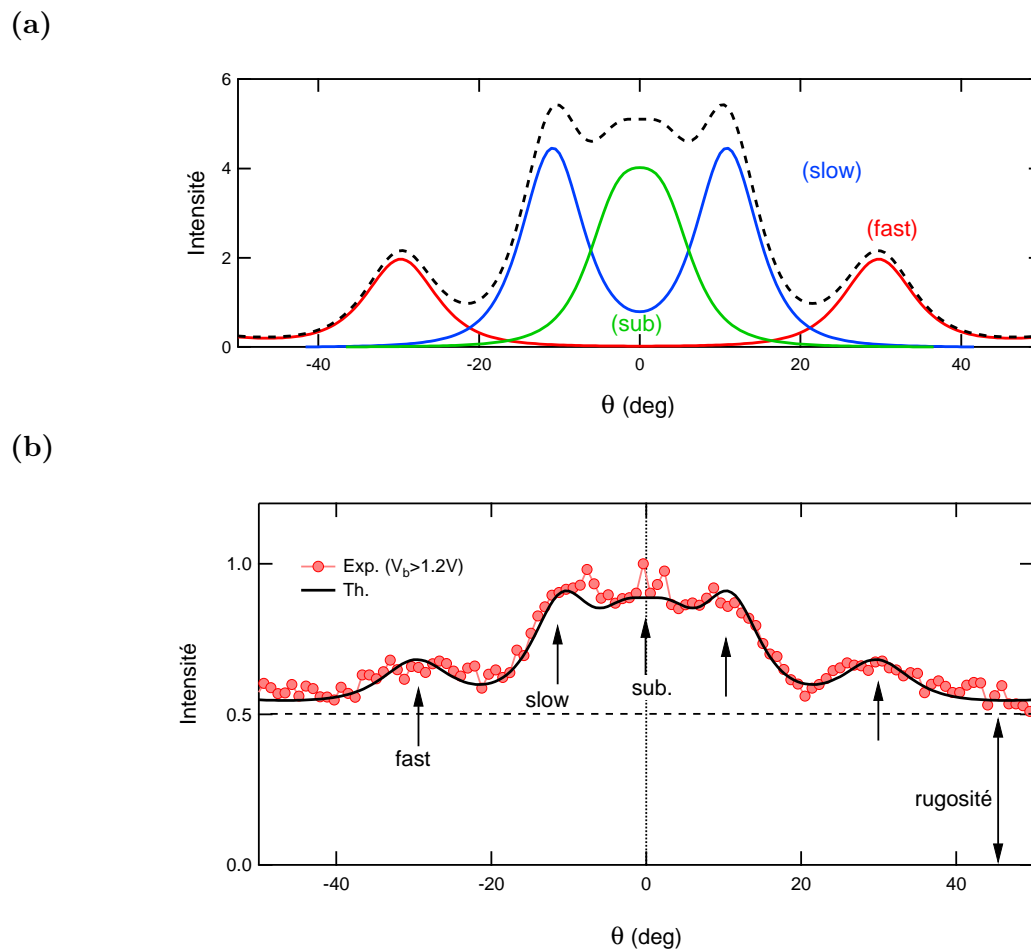 (a)
6
4
2
0
Intensité
(slow)
(fast)
(sub)
-40 -20 0 20 40
θ (deg)
(b)
1.0
0.5
0.0
Intensité
Exp. (V_b>1.2V)
Th.
slow
sub.
fast
rugosité
-40 -20 0 20 40
θ (deg)